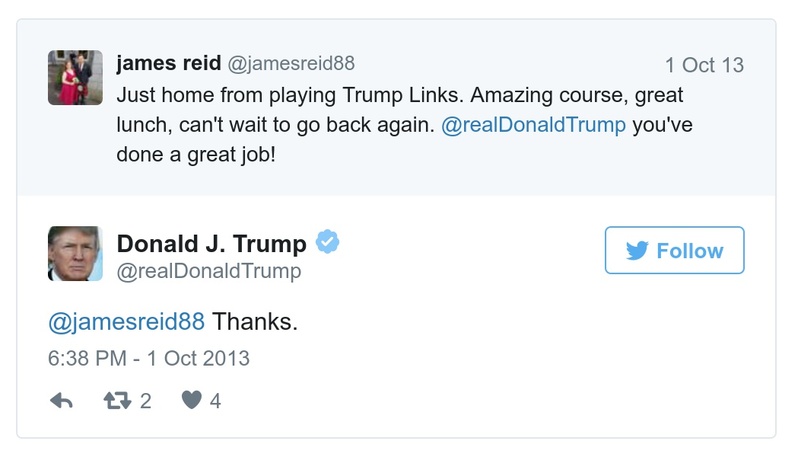 james reid @jamesreid88 1 Oct 13
Just home from playing Trump Links. Amazing course, great
lunch, can't wait to go back again. @realDonaldTrump you've
done a great job!
Donald J. Trump
@realDonaldTrump
Follow
@jamesreid88 Thanks.
6:38 PM - 1 Oct 2013
2 4